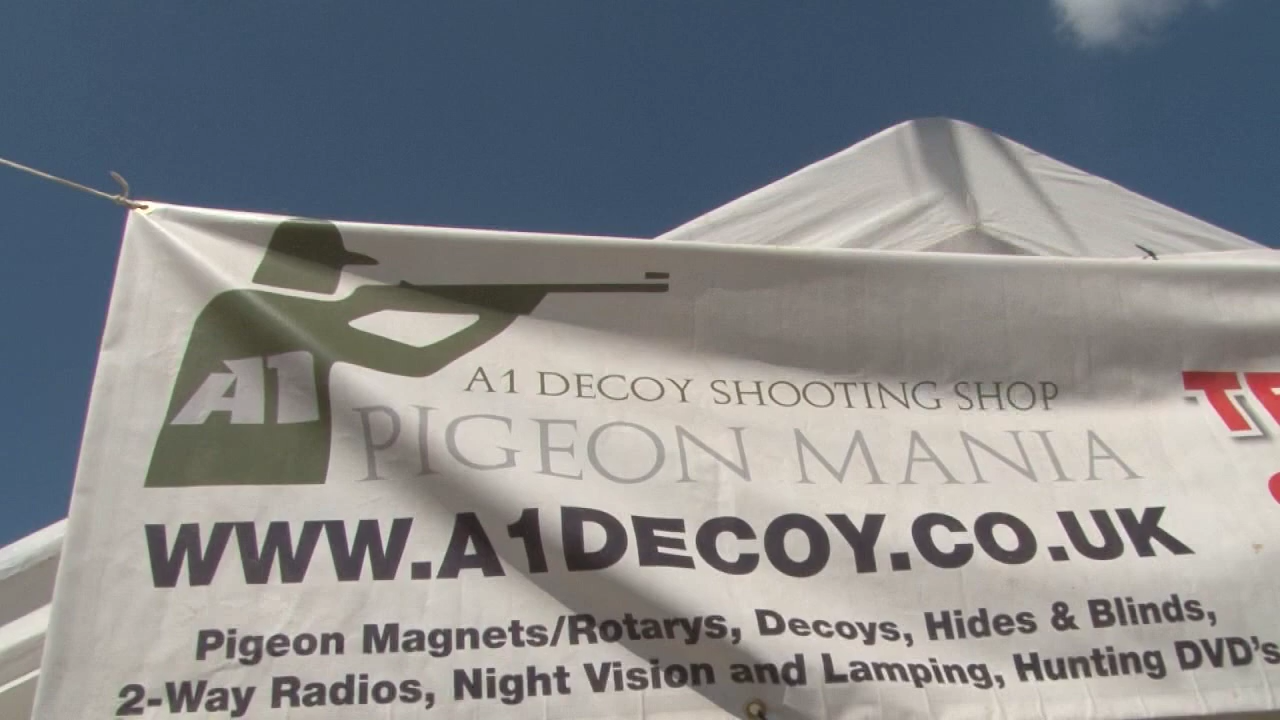 A1
A1 DECOY SHOOTING SHOP
PIGEON MANIA
WWW.A1DECOY.CO.UK
Pigeon Magnets/Rotarys, Decoys, Hides & Blinds,
2-Way Radios, Night Vision and Lamping, Hunting DVD's